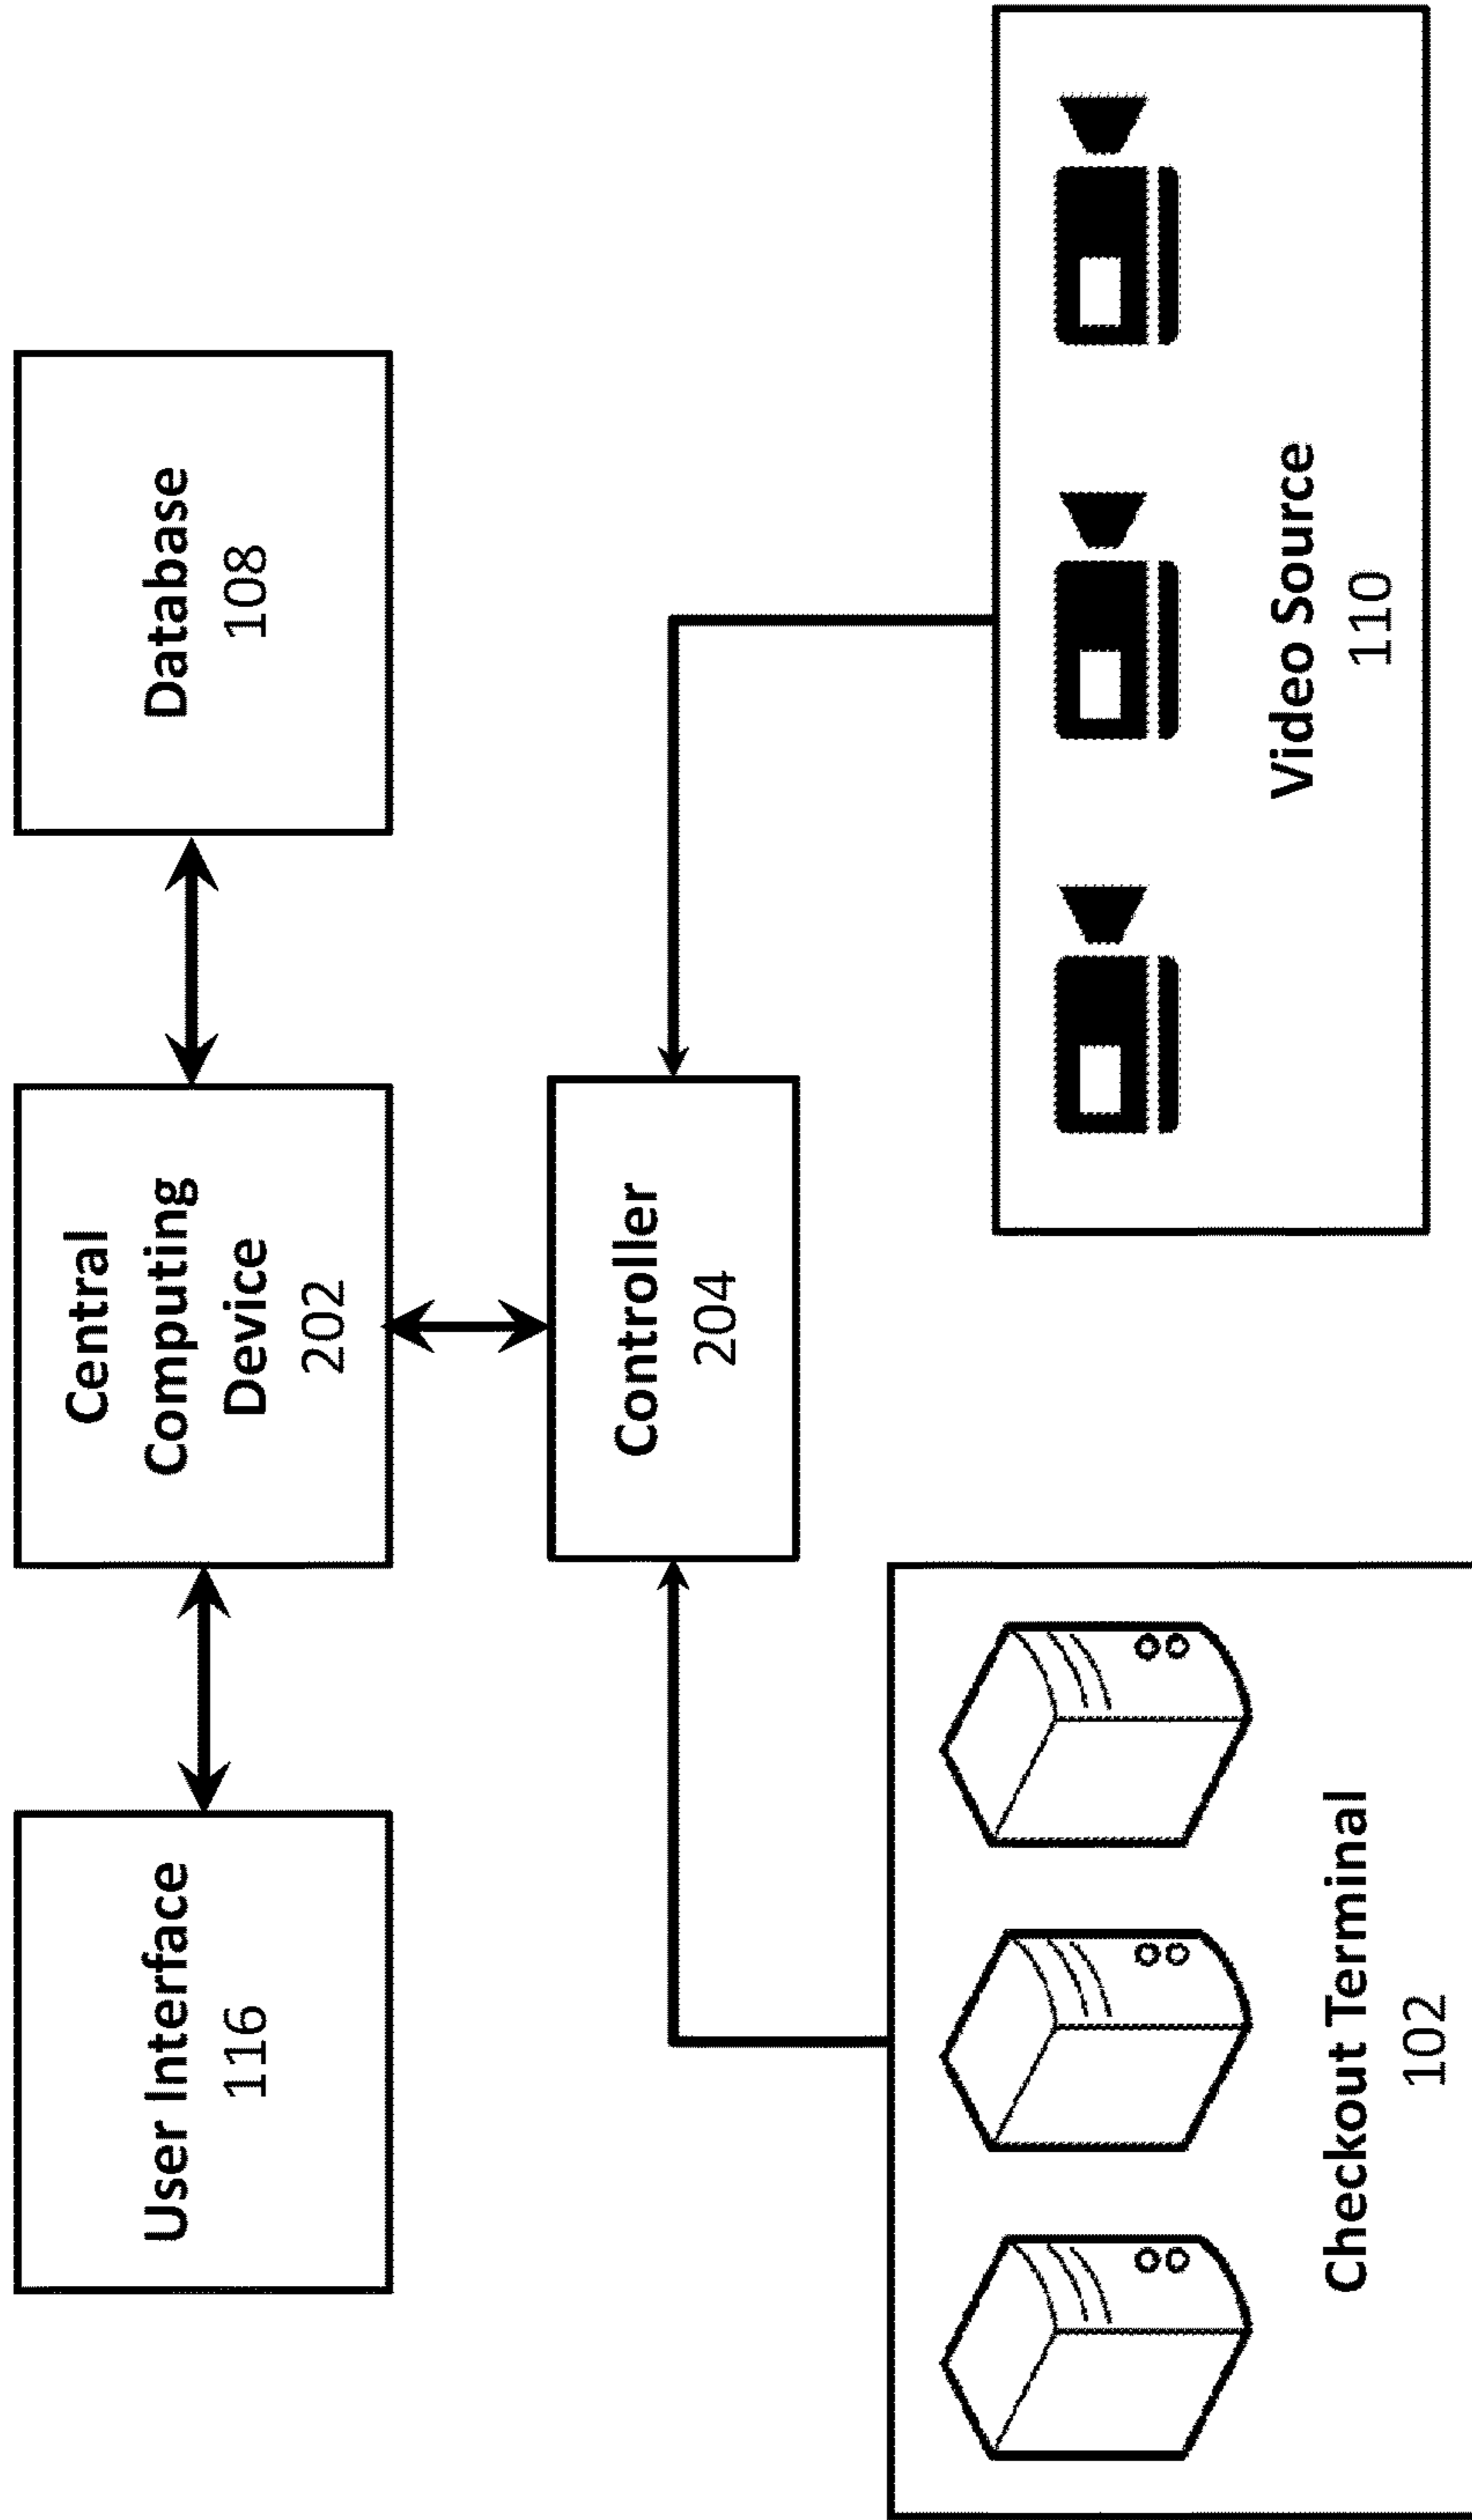 User Interface
116
Central
Computing
Device
202
Database
108
Controller
204
Checkout Terminal
102
Video Source
110